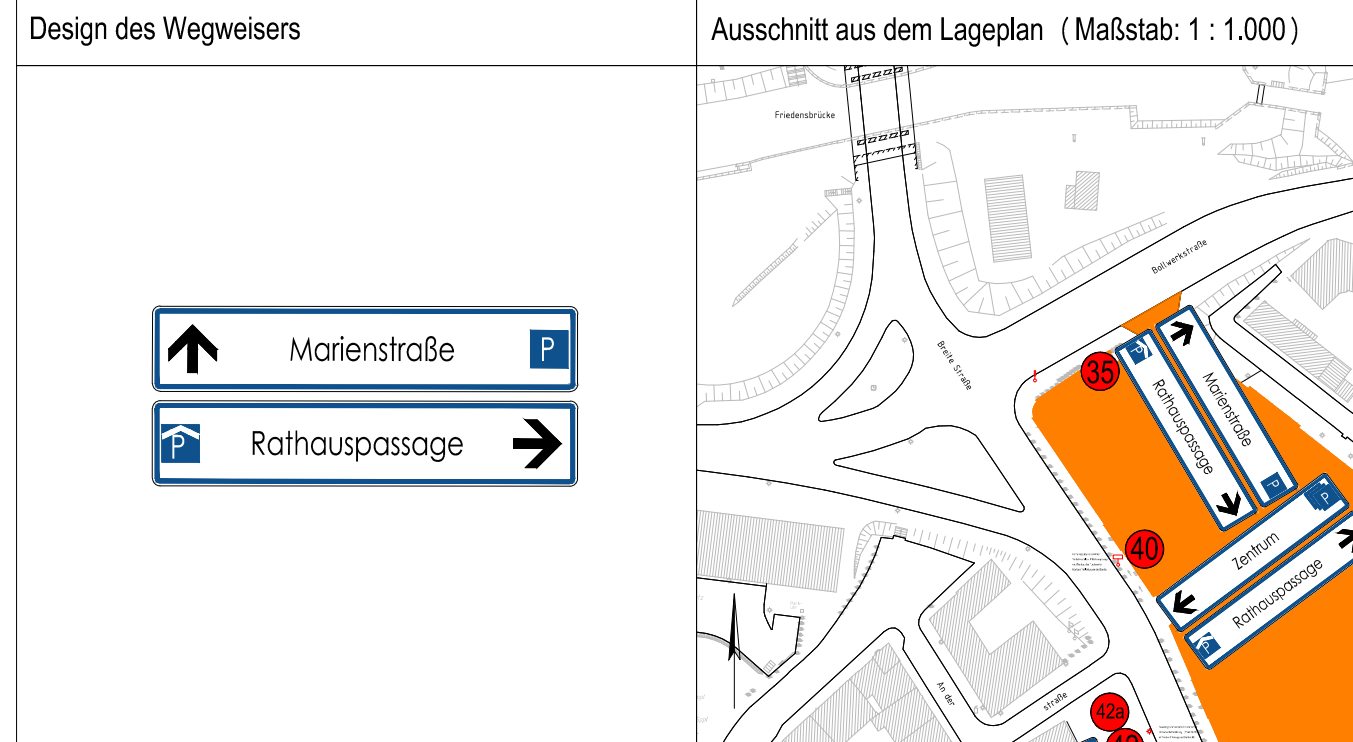 Design des Wegweisers
Ausschnitt aus dem Lageplan (Maßstab: 1 : 1.000)
Marienstraße P
P Rathauspassage
Friedensbrücke
Bollwerkstraße
Breite Straße
35
P Rathauspassage
Marienstraße P
40
Zentrum P
P Rathauspassage
An der
straße
42a